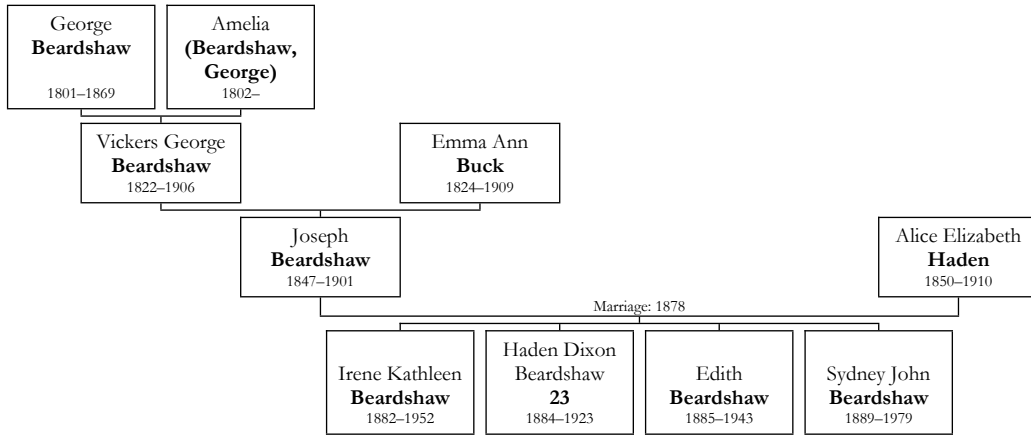 George
Beardshaw
1801–1869
Amelia
(Beardshaw,
George)
1802–
Vickers George
Beardshaw
1822–1906
Emma Ann
Buck
1824–1909
Joseph
Beardshaw
1847–1901
Alice Elizabeth
Haden
1850–1910
Marriage: 1878
Irene Kathleen
Beardshaw
1882–1952
Haden Dixon
Beardshaw
23
1884–1923
Edith
Beardshaw
1885–1943
Sydney John
Beardshaw
1889–1979